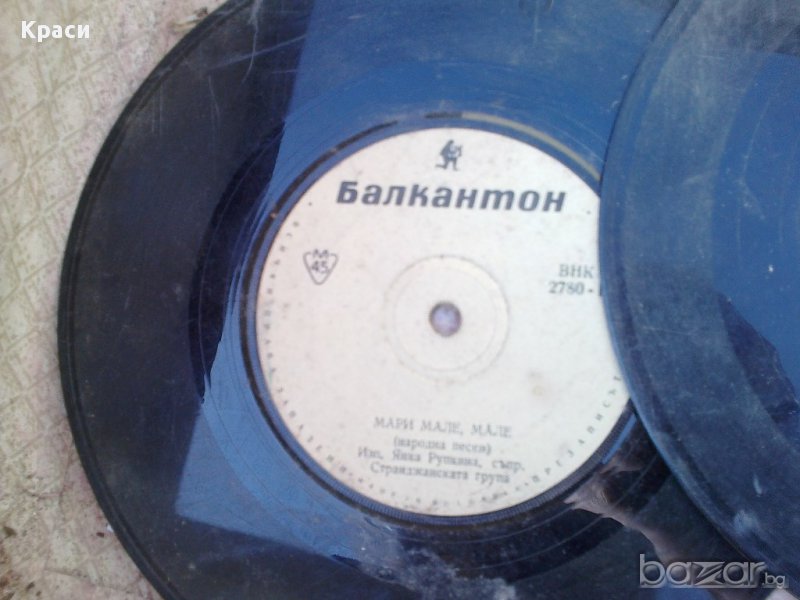 Краси
Балкантон
М
45
ВНК
2780 -
МАРИ МАЛЕ, МАЛЕ
(народна песен)
Изп. Янка Рупкина, съпр.
Странджанската група
bazar.bg